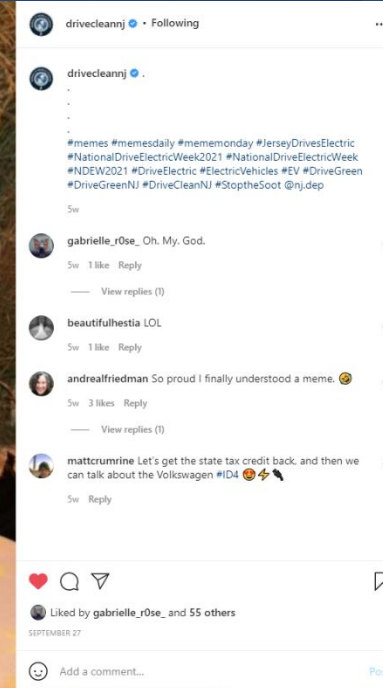 drivecleannj • Following
drivecleannj .
.
.
.
.
#memes #memesdaily #mememonday #JerseyDrivesElectric
#NationalDriveElectricWeek2021 #NationalDriveElectricWeek
#NDEW2021 #DriveElectric #ElectricVehicles #EV #DriveGreen
#DriveGreenNJ #DriveCleanNJ #StoptheSoot @nj.dep
5w
gabrielle_r0se_ Oh. My. God.
5w 1 like Reply
View replies (1)
beautifulhestia LOL
5w 1 like Reply
andrealfriedman So proud I finally understood a meme. 🤣
5w 3 likes Reply
View replies (1)
mattcrumrine Let's get the state tax credit back, and then we
can talk about the Volkswagen #ID4 😍⚡🔌
5w Reply
Liked by gabrielle_r0se_ and 55 others
SEPTEMBER 27
Add a comment...